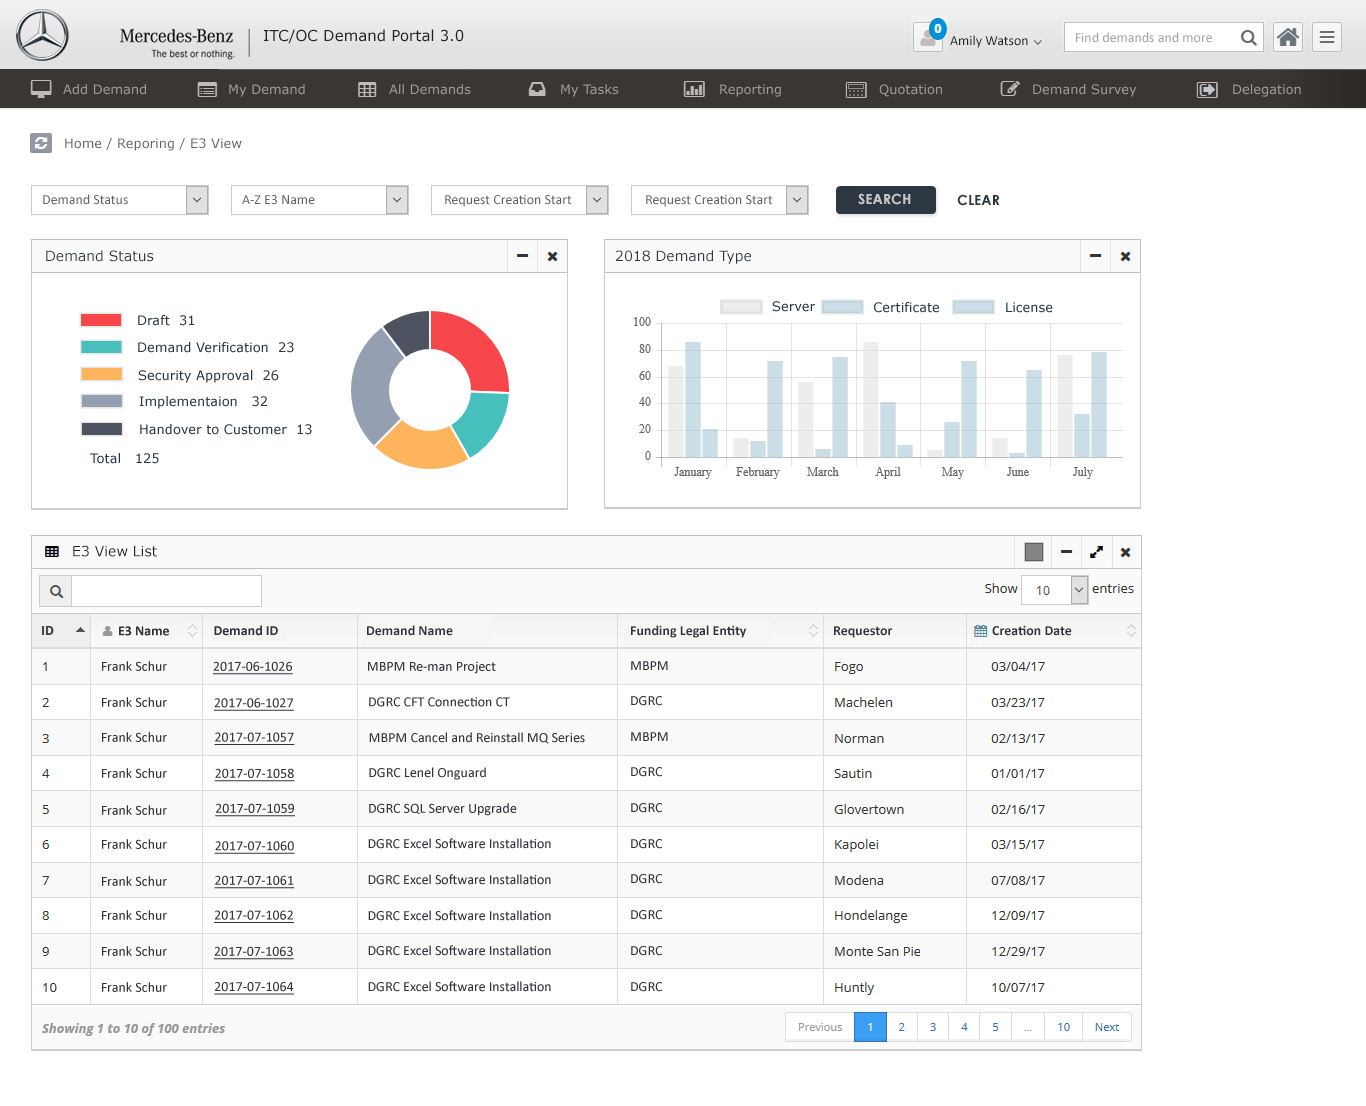 Mercedes-Benz
The best or nothing.
ITC/OC Demand Portal 3.0
0
Amily Watson
Find demands and more
Add Demand
My Demand
All Demands
My Tasks
Reporting
Quotation
Demand Survey
Delegation
Home / Reporing / E3 View
Demand Status
A-Z E3 Name
Request Creation Start
Request Creation Start
SEARCH
CLEAR
Demand Status
Draft 31
Demand Verification 23
Security Approval 26
Implementaion 32
Handover to Customer 13
Total 125
2018 Demand Type
Server
Certificate
License
100
80
60
40
20
0
January
February
March
April
May
June
July
E3 View List
Show 10 entries
ID E3 Name Demand ID Demand Name Funding Legal Entity Requestor Creation Date
1 Frank Schur 2017-06-1026 MBPM Re-man Project MBPM Fogo 03/04/17
2 Frank Schur 2017-06-1027 DGRC CFT Connection CT DGRC Machelen 03/23/17
3 Frank Schur 2017-07-1057 MBPM Cancel and Reinstall MQ Series MBPM Norman 02/13/17
4 Frank Schur 2017-07-1058 DGRC Lenel Onguard DGRC Sautin 01/01/17
5 Frank Schur 2017-07-1059 DGRC SQL Server Upgrade DGRC Glovertown 02/16/17
6 Frank Schur 2017-07-1060 DGRC Excel Software Installation DGRC Kapolei 03/15/17
7 Frank Schur 2017-07-1061 DGRC Excel Software Installation DGRC Modena 07/08/17
8 Frank Schur 2017-07-1062 DGRC Excel Software Installation DGRC Hondelange 12/09/17
9 Frank Schur 2017-07-1063 DGRC Excel Software Installation DGRC Monte San Pie 12/29/17
10 Frank Schur 2017-07-1064 DGRC Excel Software Installation DGRC Huntly 10/07/17
Showing 1 to 10 of 100 entries
Previous 1 2 3 4 5 ... 10 Next